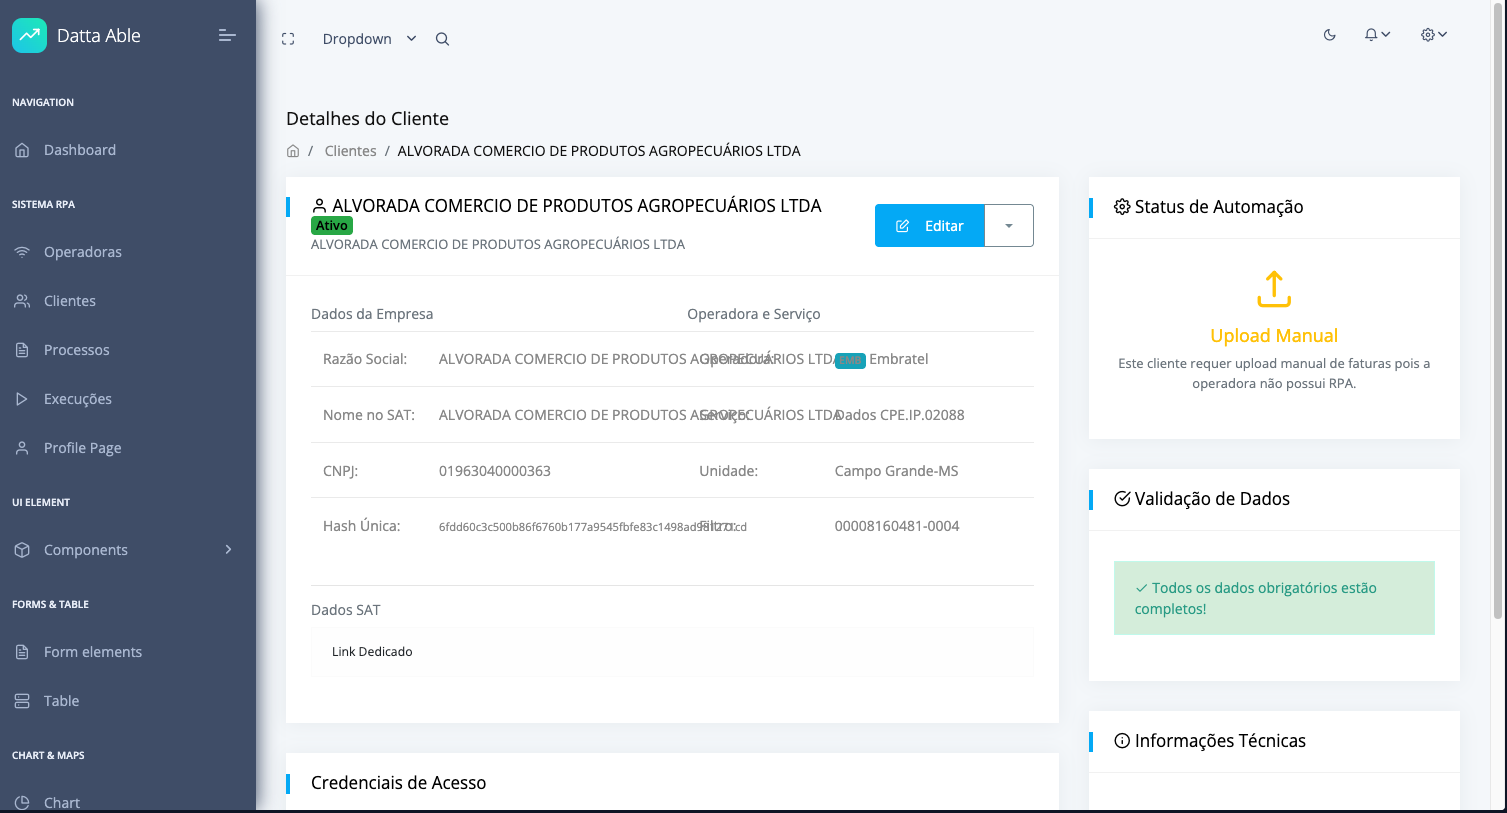 Datta Able
NAVIGATION
Dashboard
SISTEMA RPA
Operadoras
Clientes
Processos
Execuções
Profile Page
UI ELEMENT
Components
FORMS & TABLE
Form elements
Table
CHART & MAPS
Chart
Dropdown
Detalhes do Cliente
/ Clientes / ALVORADA COMERCIO DE PRODUTOS AGROPECUÁRIOS LTDA
ALVORADA COMERCIO DE PRODUTOS AGROPECUÁRIOS LTDA
Ativo
ALVORADA COMERCIO DE PRODUTOS AGROPECUÁRIOS LTDA
Editar
Dados da Empresa
Razão Social: ALVORADA COMERCIO DE PRODUTOS AGROPECUÁRIOS LTDA
Nome no SAT: ALVORADA COMERCIO DE PRODUTOS AGROPECUÁRIOS LTDA
CNPJ: 01963040000363
Hash Única:
Operadora e Serviço
Operadora: EMB Embratel
Serviço: Dados CPE.IP.02088
Unidade: Campo Grande-MS
Filtro: 00008160481-0004
Dados SAT
Link Dedicado
Credenciais de Acesso
Status de Automação
Upload Manual
Este cliente requer upload manual de faturas pois a
operadora não possui RPA.
Validação de Dados
Todos os dados obrigatórios estão
completos!
Informações Técnicas